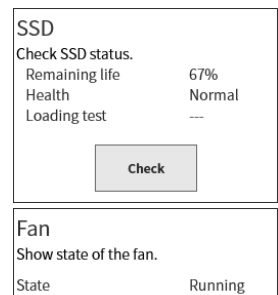 SSD
Check SSD status.
Remaining life 67%
Health Normal
Loading test ---
Check
Fan
Show state of the fan.
State Running